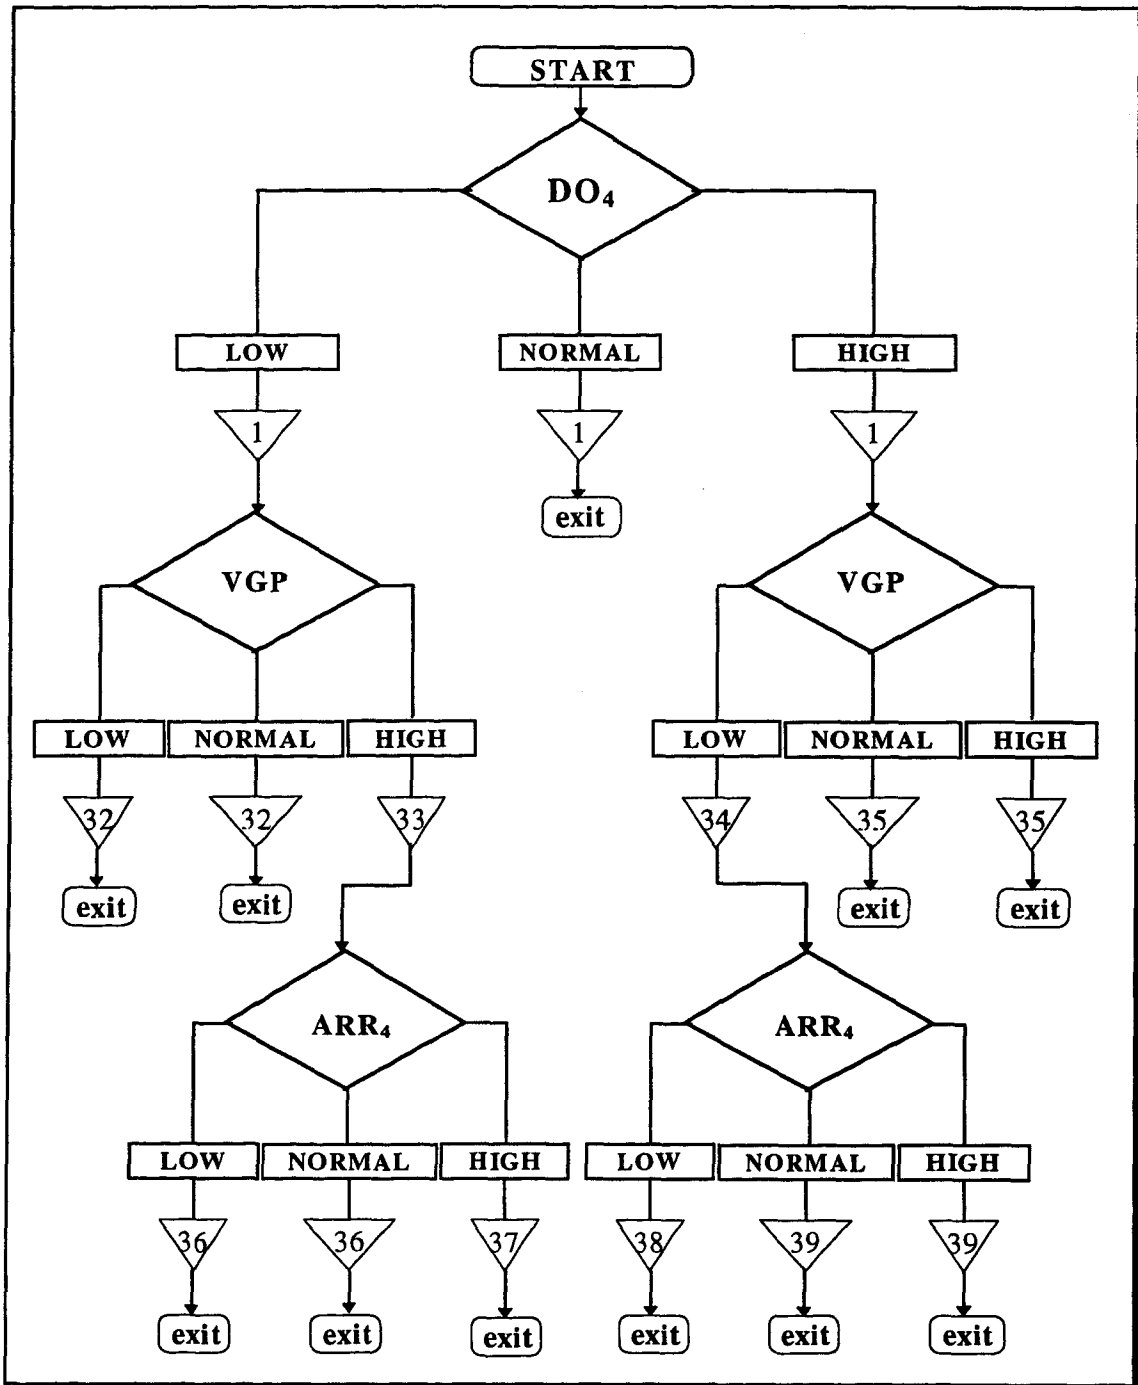 START
DO₄
LOW NORMAL HIGH
1 1 1
exit
VGP VGP
LOW NORMAL HIGH LOW NORMAL HIGH
32 32 33 34 35 35
exit exit exit exit
ARR₄ ARR₄
LOW NORMAL HIGH LOW NORMAL HIGH
36 36 37 38 39 39
exit exit exit exit exit exit